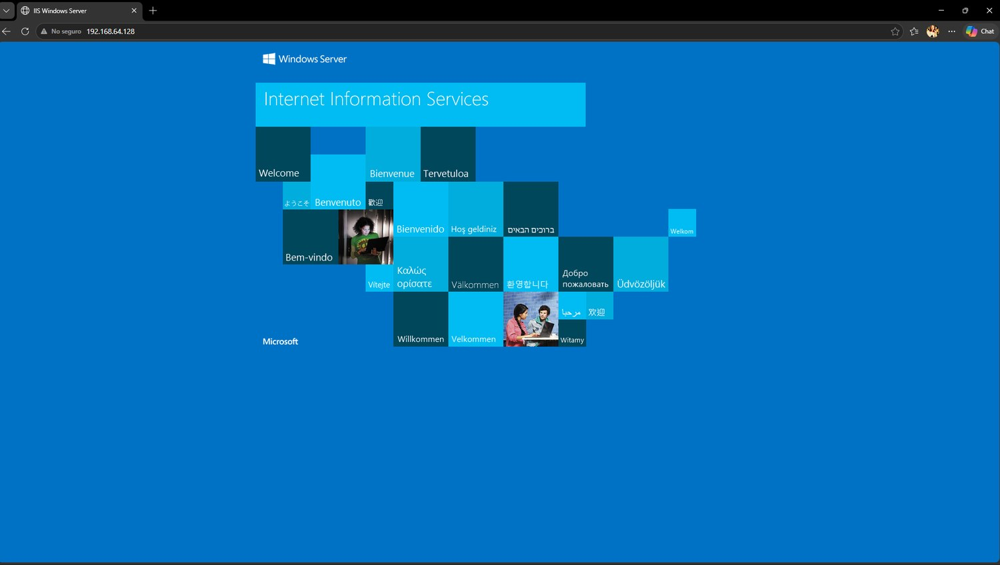 IIS Windows Server
No seguro
192.168.64.128
Chat
Windows Server
Internet Information Services
Welcome
Bienvenue
Tervetuloa
ようこそ
Benvenuto
歡迎
Bienvenido
Hoş geldiniz
ברוכים הבאים
Welkom
Bem-vindo
Vítejte
Καλώς
ορίσατε
Välkommen
환영합니다
Добро
пожаловать
Üdvözöljük
Willkommen
Velkommen
مرحبا
欢迎
Witamy
Microsoft